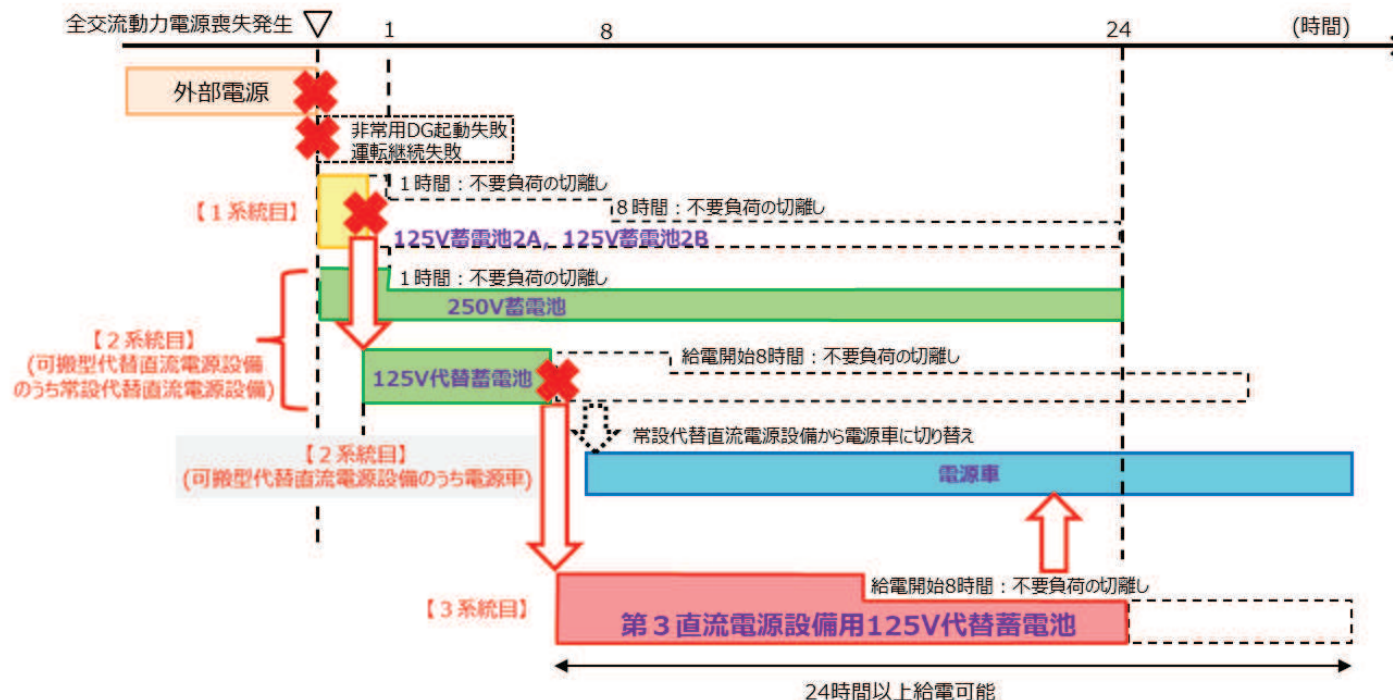 全交流動力電源喪失発生
1
8
24
(時間)
外部電源
非常用DG起動失敗
運転継続失敗
1時間：不要負荷の切離し
【1系統目】
8時間：不要負荷の切離し
125V蓄電池2A，125V蓄電池2B
1時間：不要負荷の切離し
250V蓄電池
【2系統目】
(可搬型代替直流電源設備
のうち常設代替直流電源設備)
給電開始8時間：不要負荷の切離し
125V代替蓄電池
常設代替直流電源設備から電源車に切り替え
【2系統目】
(可搬型代替直流電源設備のうち電源車)
電源車
給電開始8時間：不要負荷の切離し
【3系統目】
第3直流電源設備用125V代替蓄電池
24時間以上給電可能